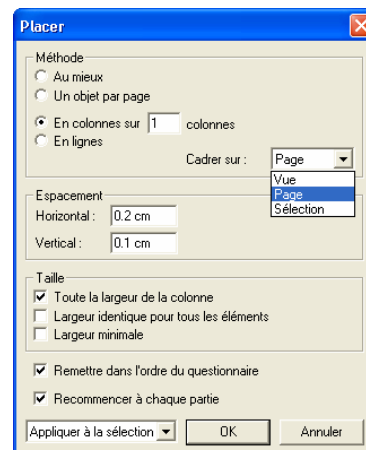 Placer
Méthode
Au mieux
Un objet par page
En colonnes sur 1 colonnes
En lignes
Cadrer sur : Page
Vue
Page
Sélection
Espacement
Horizontal : 0.2 cm
Vertical : 0.1 cm
Taille
Toute la largeur de la colonne
Largeur identique pour tous les éléments
Largeur minimale
Remettre dans l'ordre du questionnaire
Recommencer à chaque partie
Appliquer à la sélection OK Annuler